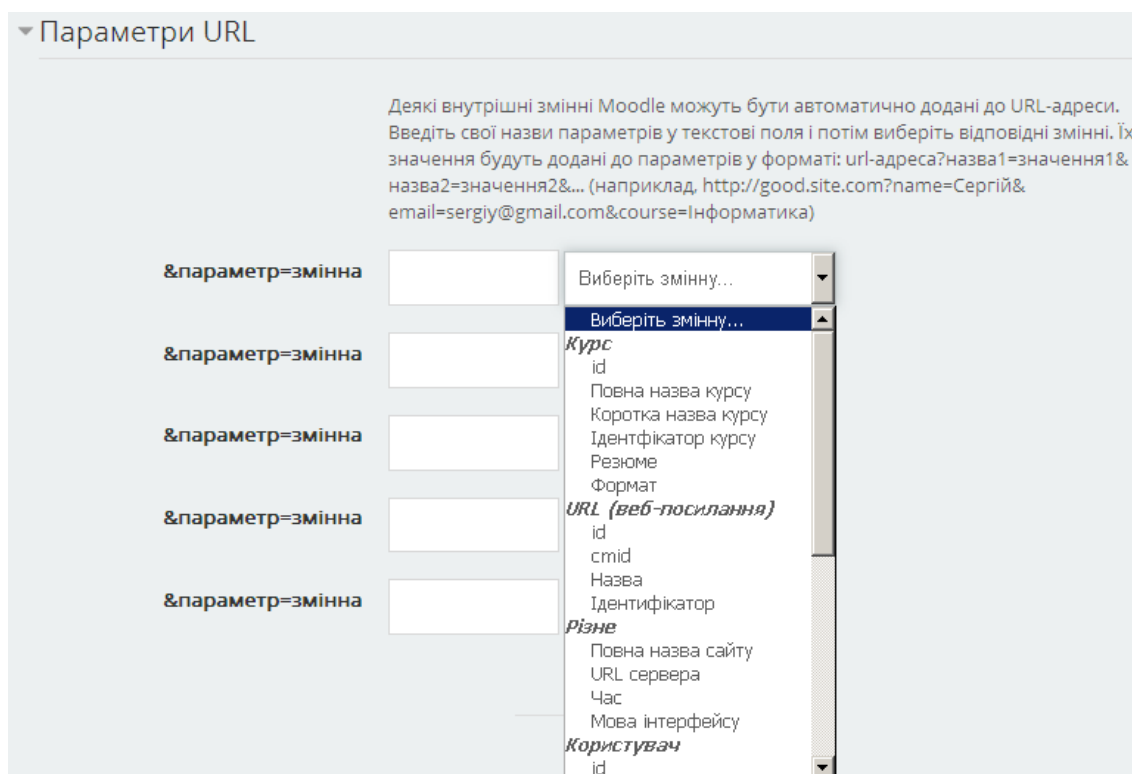 Параметри URL
Деякі внутрішні змінні Moodle можуть бути автоматично додані до URL-адреси.
Введіть свої назви параметрів у текстові поля і потім виберіть відповідні змінні. Їх
значення будуть додані до параметрів у форматі: url-адреса?назва1=значення1&
назва2=значення2&... (наприклад, http://good.site.com?name=Сергій&
email=sergiy@gmail.com&course=Інформатика)
&параметр=змінна
Виберіть змінну...
Виберіть змінну...
Курс
&параметр=змінна
id
Повна назва курсу
Коротка назва курсу
&параметр=змінна
Ідентфікатор курсу
Резюме
Формат
URL (веб-посилання)
&параметр=змінна
id
cmid
Назва
&параметр=змінна
Ідентифікатор
Різне
Повна назва сайту
URL сервера
Час
Мова інтерфейсу
Користувач
id